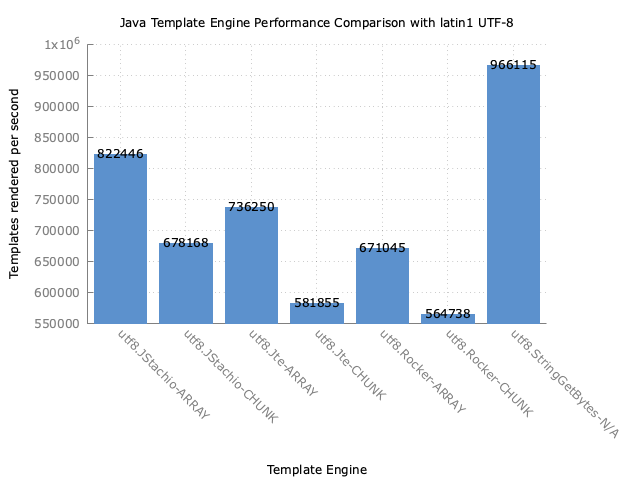 Java Template Engine Performance Comparison with latin1 UTF-8
Templates rendered per second
1x10^6
950000
900000
850000
800000
750000
700000
650000
600000
550000
822446
678168
736250
581855
671045
564738
966115
utf8.JStachio-ARRAY
utf8.JStachio-CHUNK
utf8.Jte-ARRAY
utf8.Jte-CHUNK
utf8.Rocker-ARRAY
utf8.Rocker-CHUNK
utf8.StringGetBytes-N/A
Template Engine